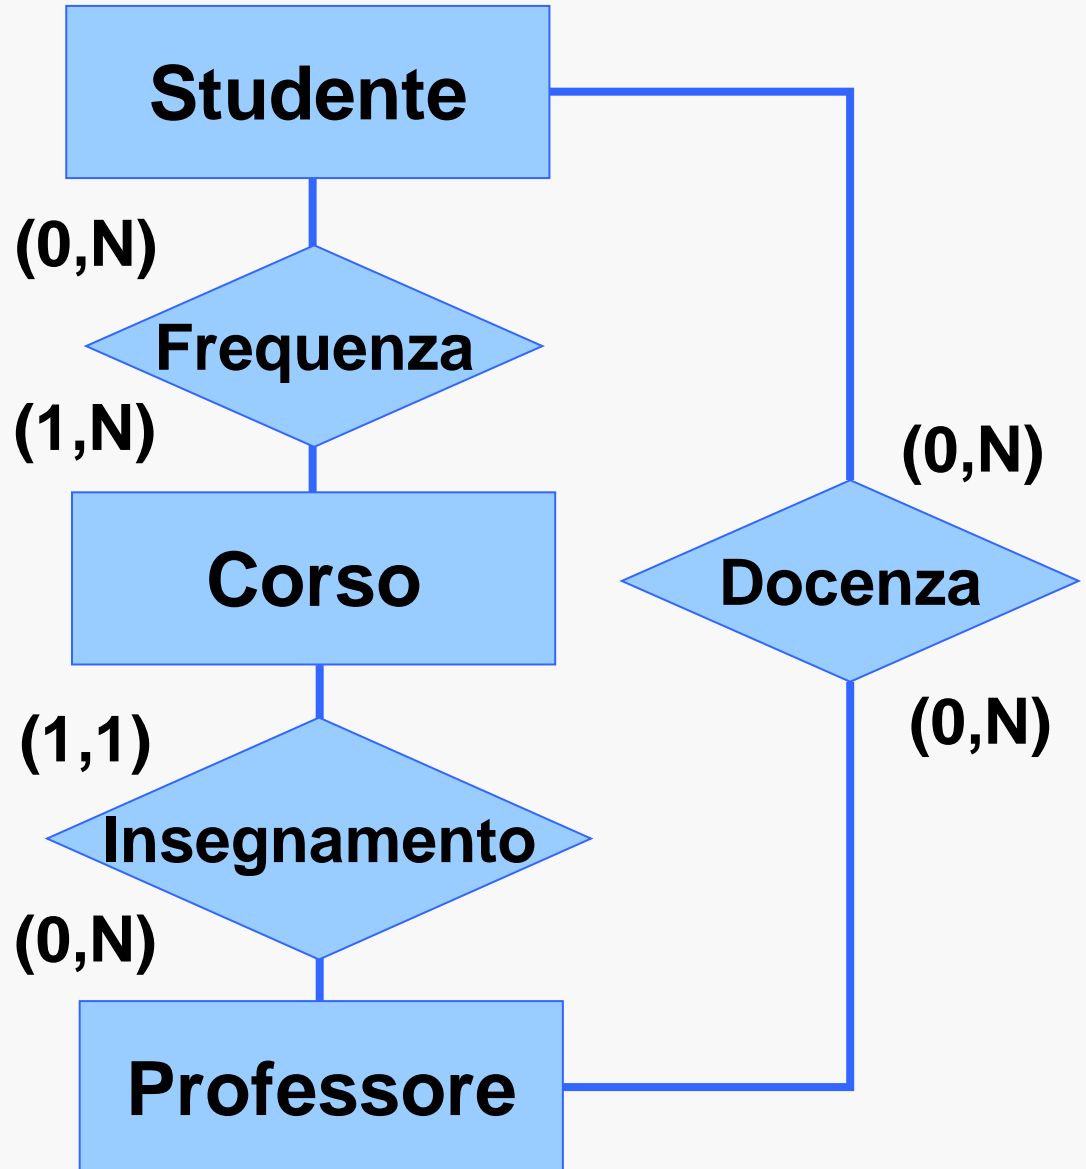 Studente
(0,N)
Frequenza
(1,N)
(0,N)
Corso
Docenza
(1,1)
(0,N)
Insegnamento
(0,N)
Professore